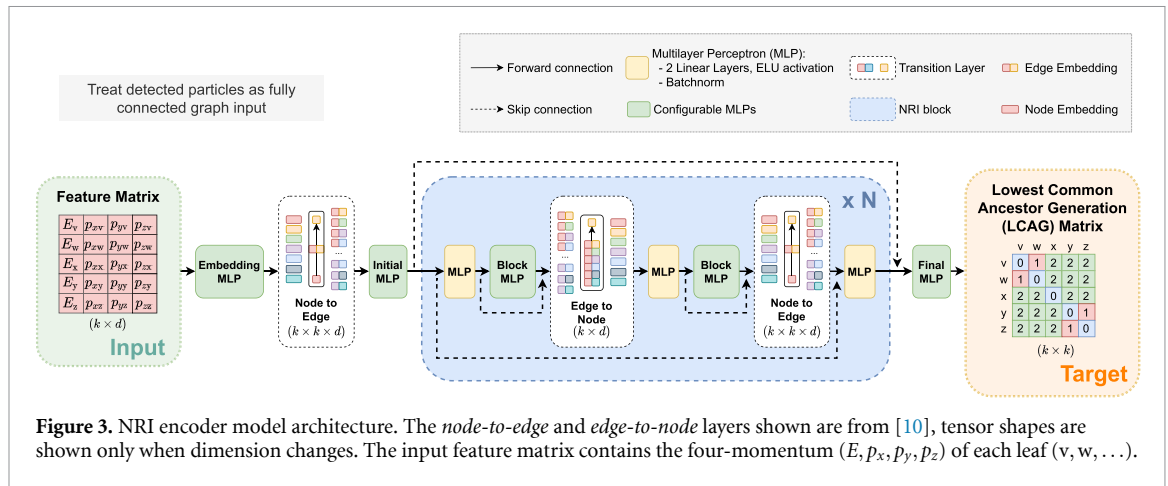 Treat detected particles as fully
connected graph input
Forward connection
Skip connection
Multilayer Perceptron (MLP):
- 2 Linear Layers, ELU activation
- Batchnorm
Configurable MLPs
Transition Layer
NRI block
Edge Embedding
Node Embedding
Feature Matrix
E_v p_xv p_yv p_zv
E_w p_xw p_yw p_zw
E_x p_xx p_yx p_zx
E_y p_xy p_yy p_zy
E_z p_xz p_yz p_zz
(k × d)
Input
Embedding
MLP
...
Node to
Edge
(k × k × d)
Initial
MLP
x N
MLP
Block
MLP
...
Edge to
Node
(k × d)
MLP
Block
MLP
...
Node to
Edge
(k × k × d)
MLP
Final
MLP
Lowest Common
Ancestor Generation
(LCAG) Matrix
v w x y z
v 0 1 2 2 2
w 1 0 2 2 2
x 2 2 0 2 2
y 2 2 2 0 1
z 2 2 2 1 0
(k × k)
Target
Figure 3. NRI encoder model architecture. The node-to-edge and edge-to-node layers shown are from [10], tensor shapes are
shown only when dimension changes. The input feature matrix contains the four-momentum (E, p_x, p_y, p_z) of each leaf (v, w, . . .).